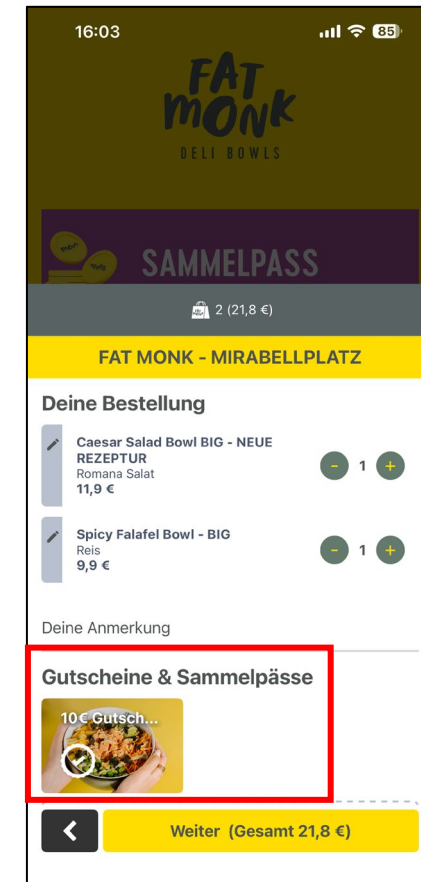 16:03
85
FAT
MONK
DELI BOWLS
SAMMELPASS
2 (21,8 €)
FAT MONK - MIRABELLPLATZ
Deine Bestellung
Caesar Salad Bowl BIG - NEUE
REZEPTUR
Romana Salat
11,9 €
- 1 +
Spicy Falafel Bowl - BIG
Reis
9,9 €
- 1 +
Deine Anmerkung
Gutscheine & Sammelpässe
10€ Gutsch...
Weiter (Gesamt 21,8 €)